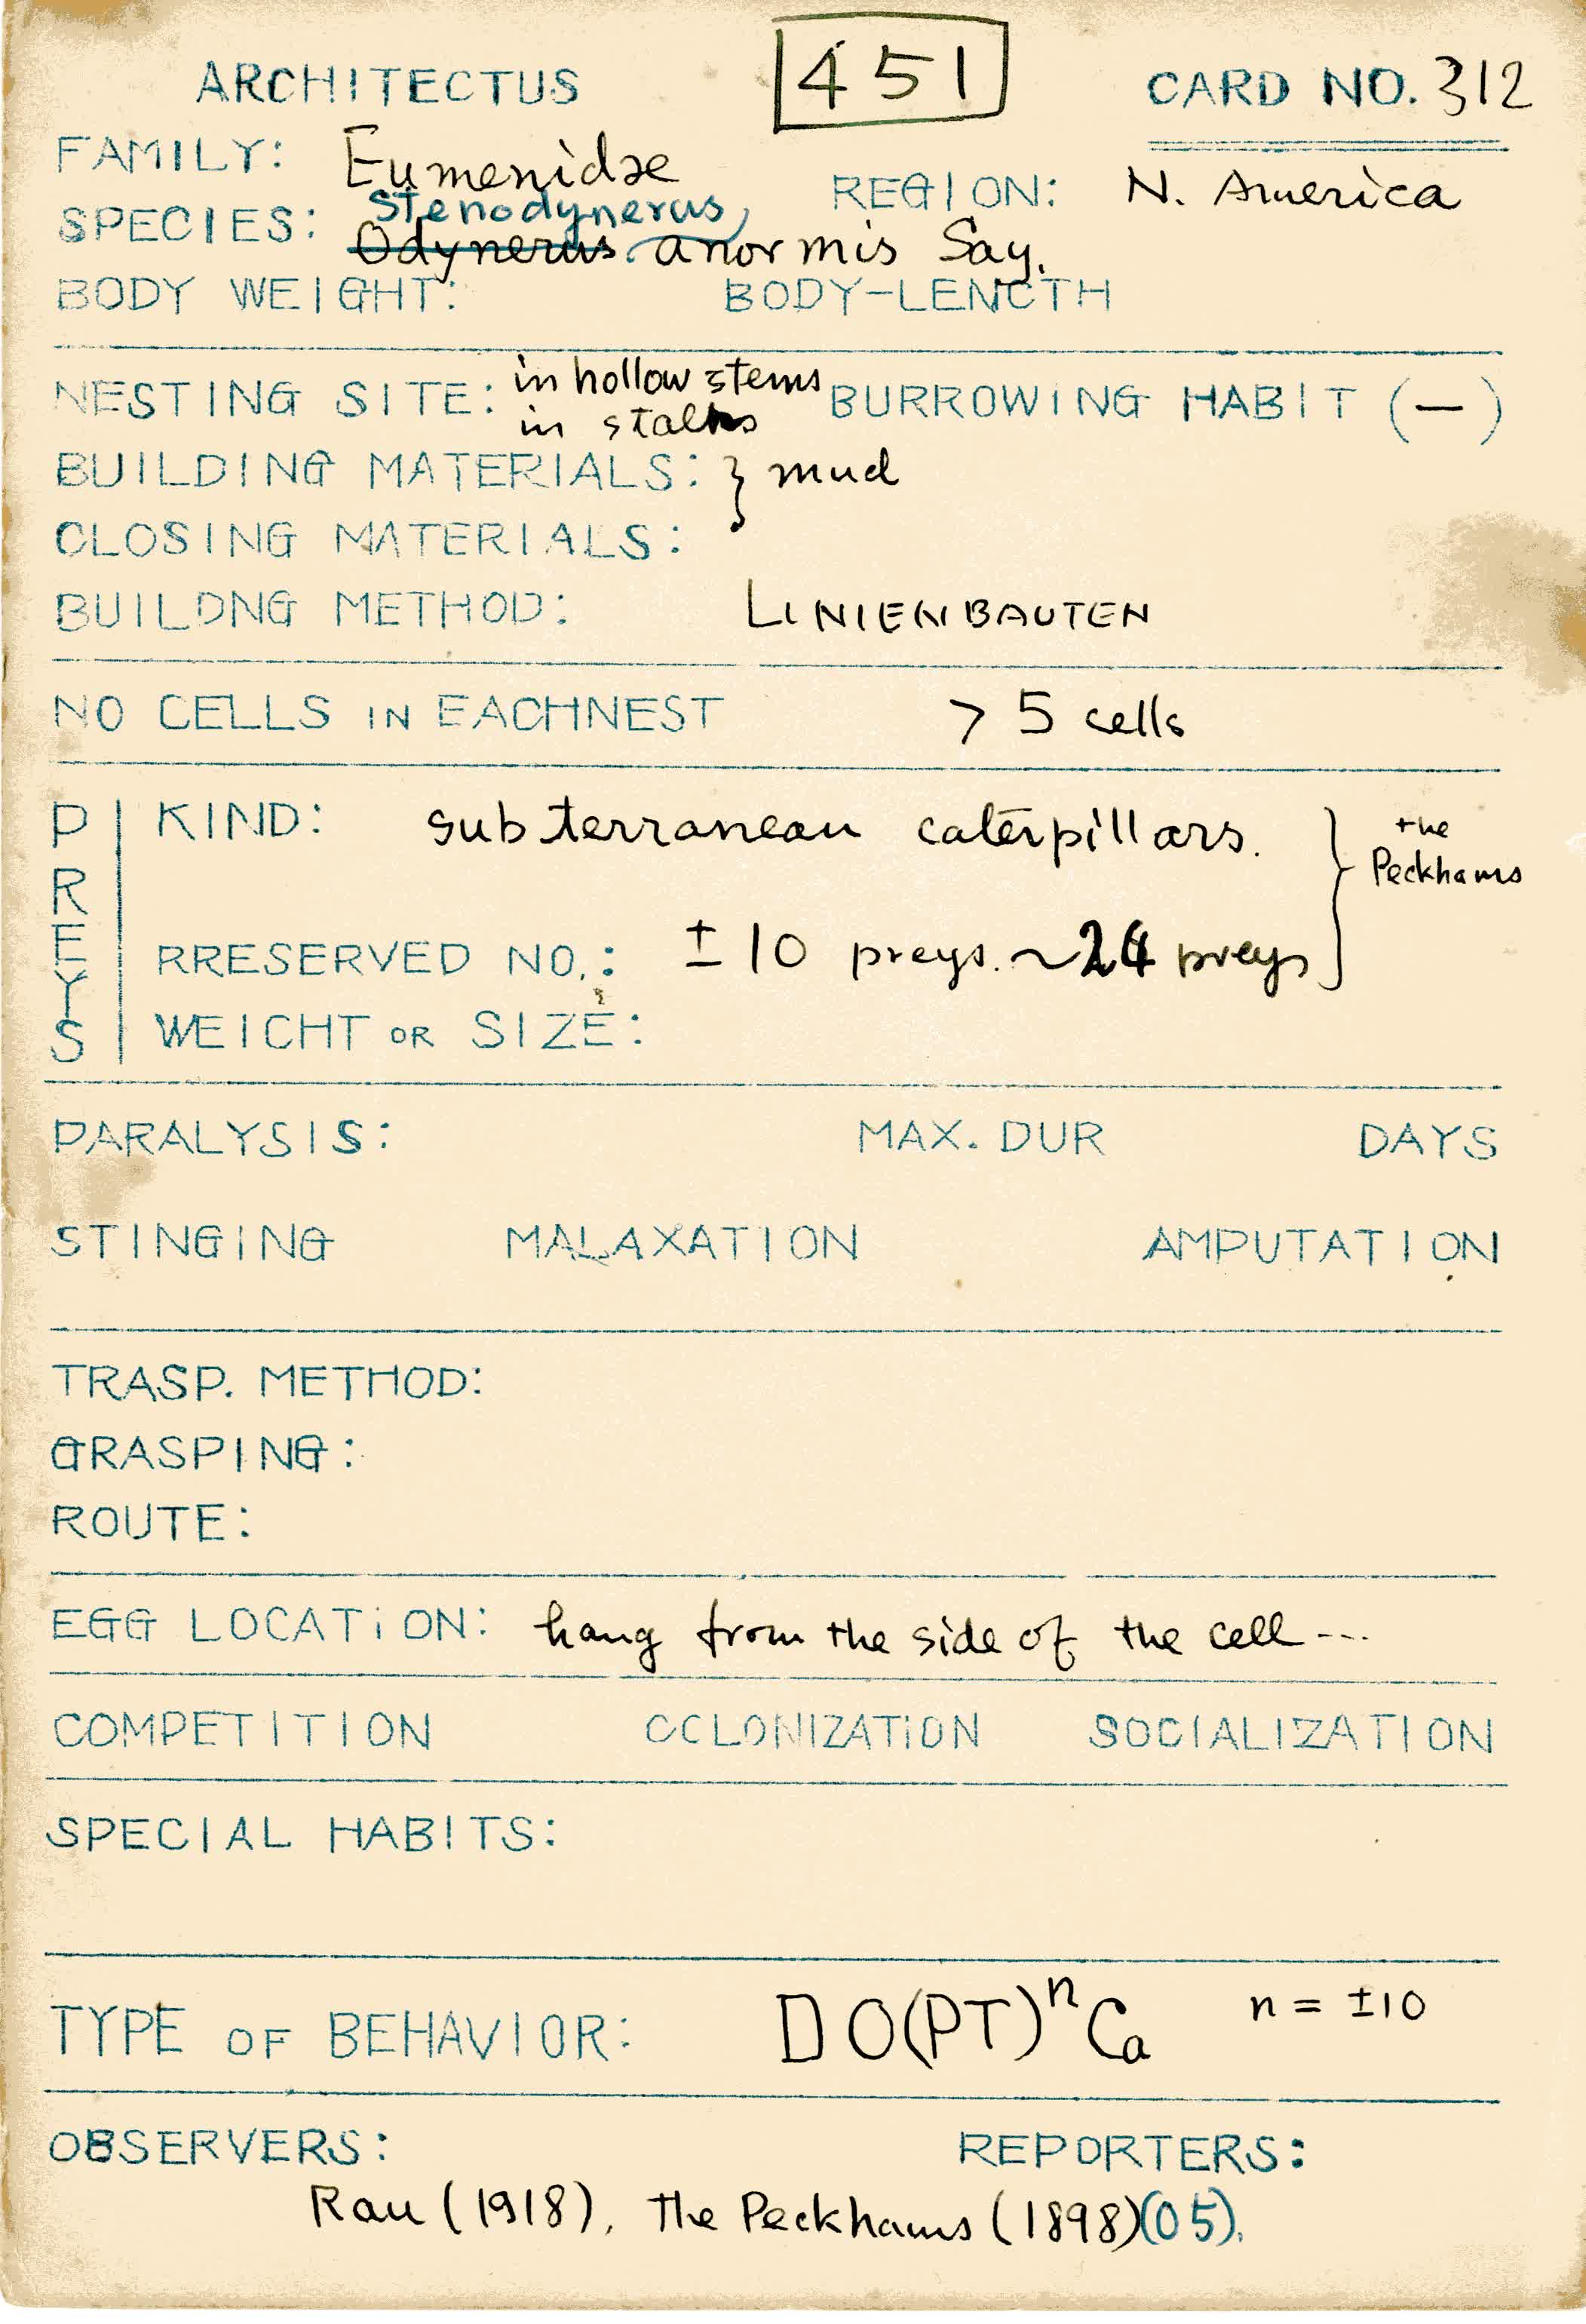 ARCHITECTUS 451 CARD NO. 312
FAMILY: Eumenidae
REGION: N. America
Stenodynerus
SPECIES: Odynerus anormis Say.
BODY WEIGHT: BODY-LENCTH
NESTING SITE: in hollow stems BURROWING HABIT (—)
in stalks
BUILDING MATERIALS: } mud
CLOSING MATERIALS:
BUILDNG METHOD: LINIENBAUTEN
NO CELLS IN EACHNEST > 5 cells
PREYS
KIND: subterranean caterpillars. } the Peckhams
RRESERVED NO.: ±10 preys. ~24 preys
WEICHT OR SIZE:
PARALYSIS: MAX. DUR DAYS
STINGING MALAXATION AMPUTATION
TRASP. METHOD:
GRASPING:
ROUTE:
EGG LOCATION: hang from the side of the cell ---
COMPETITION CCLONIZATION SOCIALIZATION
SPECIAL HABITS:
TYPE OF BEHAVIOR: DO(PT)ⁿCa n = ±10
OBSERVERS: REPORTERS:
Rau (1918), The Peckhams (1898)(05).